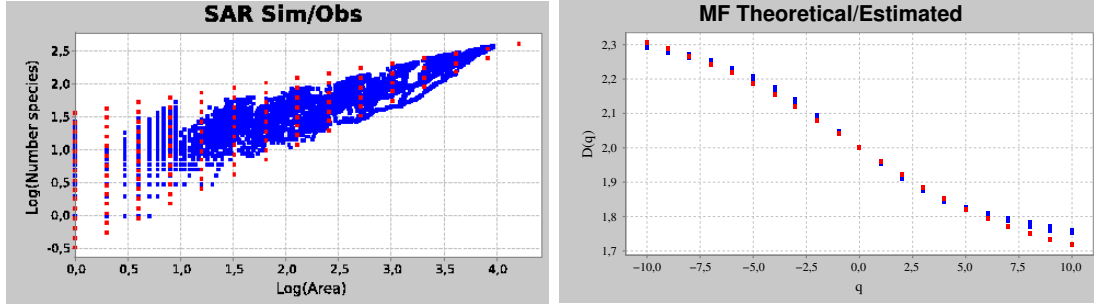 SAR Sim/Obs
Log(Number species)
2,5
2,0
1,5
1,0
0,5
0,0
-0,5
0,0 0,5 1,0 1,5 2,0 2,5 3,0 3,5 4,0
Log(Area)
MF Theoretical/Estimated
D(q)
2,3
2,2
2,1
2,0
1,9
1,8
1,7
−10,0 −7,5 −5,0 −2,5 0,0 2,5 5,0 7,5 10,0
q